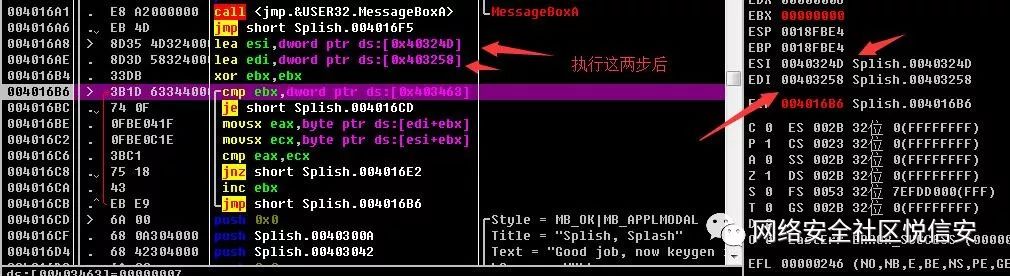 004016A1 . E8 A2000000 call <jmp.&USER32.MessageBoxA> MessageBoxA
004016A6 .⌄ EB 4D jmp short Splish.004016F5
004016A8 > 8D35 4D324000 lea esi,dword ptr ds:[0x40324D]
004016AE . 8D3D 58324000 lea edi,dword ptr ds:[0x403258]
004016B4 . 33DB xor ebx,ebx
004016B6 > 3B1D 63344000 cmp ebx,dword ptr ds:[0x403463]
004016BC .⌄ 74 0F je short Splish.004016CD
004016BE . 0FBE041F movsx eax,byte ptr ds:[edi+ebx]
004016C2 . 0FBE0C1E movsx ecx,byte ptr ds:[esi+ebx]
004016C6 . 3BC1 cmp eax,ecx
004016C8 .⌄ 75 18 jnz short Splish.004016E2
004016CA . 43 inc ebx
004016CB .^ EB E9 jmp short Splish.004016B6
004016CD > 6A 00 push 0x0 Style = MB_OK|MB_APPLMODAL
004016CF . 68 0A304000 push Splish.0040300A Title = "Splish, Splash"
004016D4 . 68 42304000 push Splish.00403042 Text = "Good job, now keygen
ds:[00403463]=00000007
执行这两步后
EBX 00000000
ESP 0018FBE4
EBP 0018FBE4
ESI 0040324D Splish.0040324D
EDI 00403258 Splish.00403258
004016B6 Splish.004016B6
C 0 ES 002B 32位 0(FFFFFFFF)
P 1 CS 0023 32位 0(FFFFFFFF)
A 0 SS 002B 32位 0(FFFFFFFF)
Z 1 DS 002B 32位 0(FFFFFFFF)
S 0 FS 0053 32位 7EFDD000(FFF)
T 0 GS 002B 32位 0(FFFFFFFF)
EFL 00000246 (NO,NB,E,BE,NS,PE,GE
网络安全社区悦信安